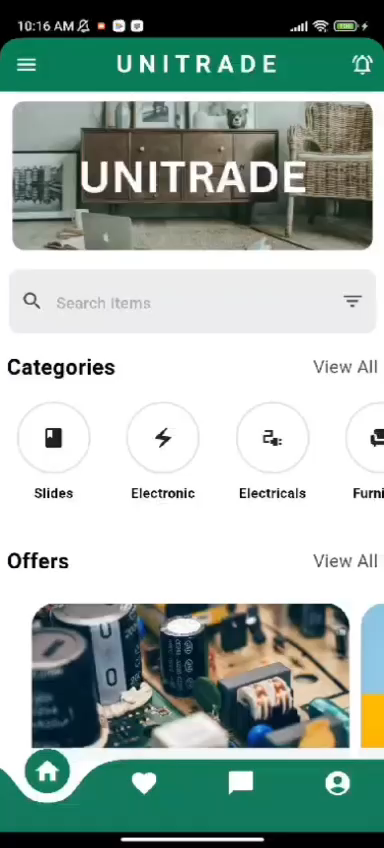 10:16 AM
UNITRADE
UNITRADE
Search Items
Categories
View All
Slides
Electronic
Electricals
Furni
Offers
View All